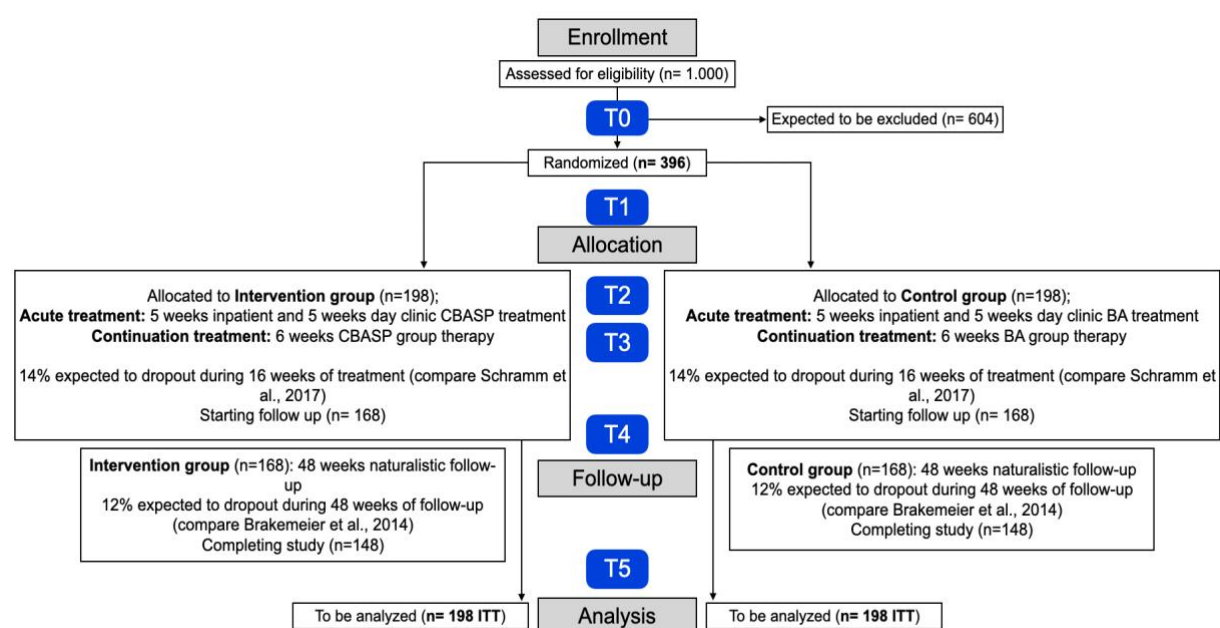 Enrollment
Assessed for eligibility (n= 1.000)
T0
Expected to be excluded (n= 604)
Randomized (n= 396)
T1
Allocation
Allocated to Intervention group (n=198);
Acute treatment: 5 weeks inpatient and 5 weeks day clinic CBASP treatment
Continuation treatment: 6 weeks CBASP group therapy
14% expected to dropout during 16 weeks of treatment (compare Schramm et
al., 2017)
Starting follow up (n= 168)
T2
T3
Allocated to Control group (n=198);
Acute treatment: 5 weeks inpatient and 5 weeks day clinic BA treatment
Continuation treatment: 6 weeks BA group therapy
14% expected to dropout during 16 weeks of treatment (compare Schramm et
al., 2017)
Starting follow up (n= 168)
T4
Follow-up
Intervention group (n=168): 48 weeks naturalistic follow-
up
12% expected to dropout during 48 weeks of follow-up
(compare Brakemeier et al., 2014)
Completing study (n=148)
Control group (n=168): 48 weeks naturalistic follow-up
12% expected to dropout during 48 weeks of follow-up
(compare Brakemeier et al., 2014)
Completing study (n=148)
T5
Analysis
To be analyzed (n= 198 ITT)
To be analyzed (n= 198 ITT)